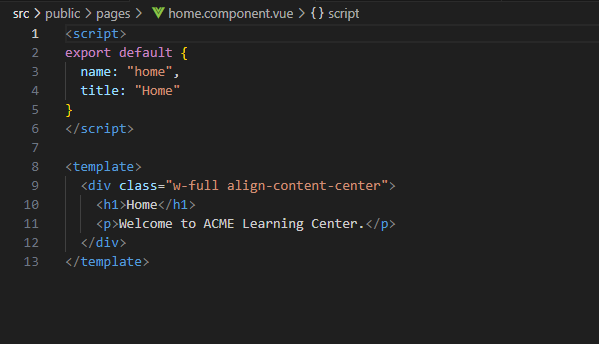 src > public > pages > home.component.vue > {} script
1 <script>
2 export default {
3   name: "home",
4   title: "Home"
5 }
6 </script>
7
8 <template>
9   <div class="w-full align-content-center">
10     <h1>Home</h1>
11     <p>Welcome to ACME Learning Center.</p>
12   </div>
13 </template>